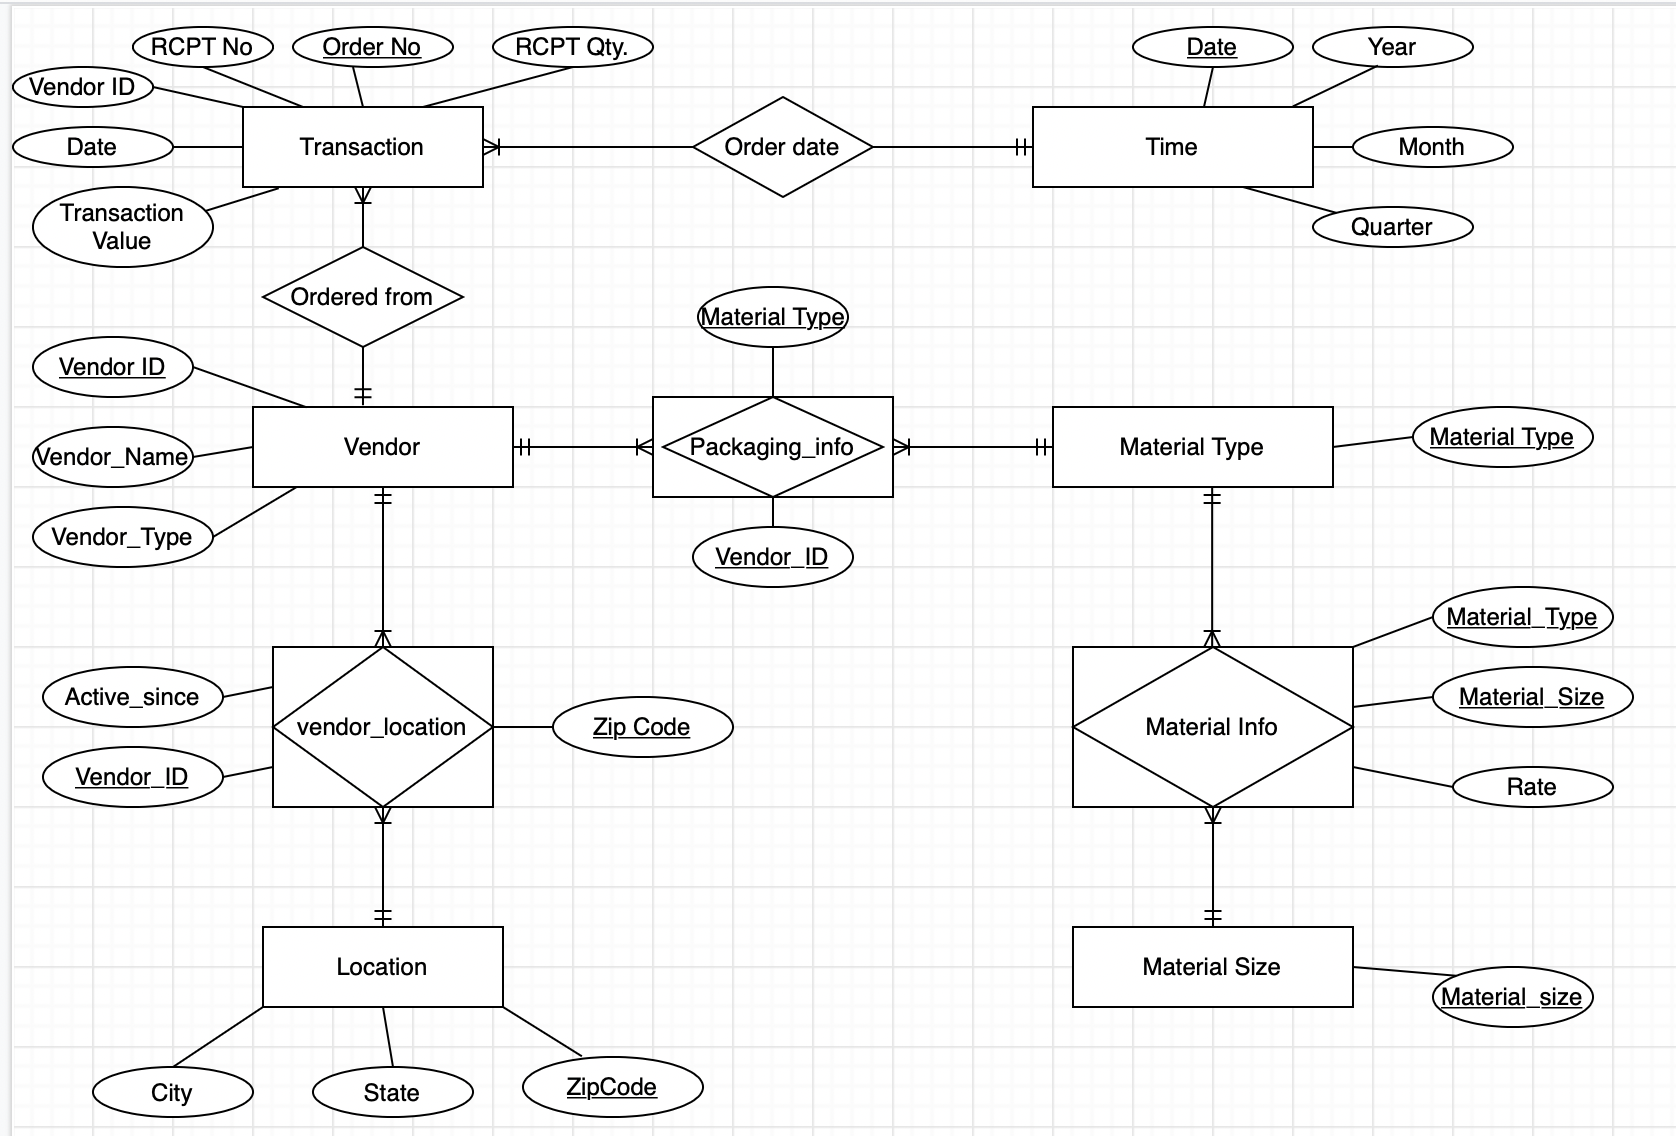 RCPT No
Order No
RCPT Qty.
Date
Year
Vendor ID
Date
Transaction
Order date
Time
Month
Transaction
Value
Quarter
Ordered from
Material Type
Vendor ID
Vendor_Name
Vendor
Packaging_info
Material Type
Material Type
Vendor_Type
Vendor_ID
Material_Type
Active_since
vendor_location
Zip Code
Material Info
Material_Size
Vendor_ID
Rate
Location
Material Size
Material_size
City
State
ZipCode